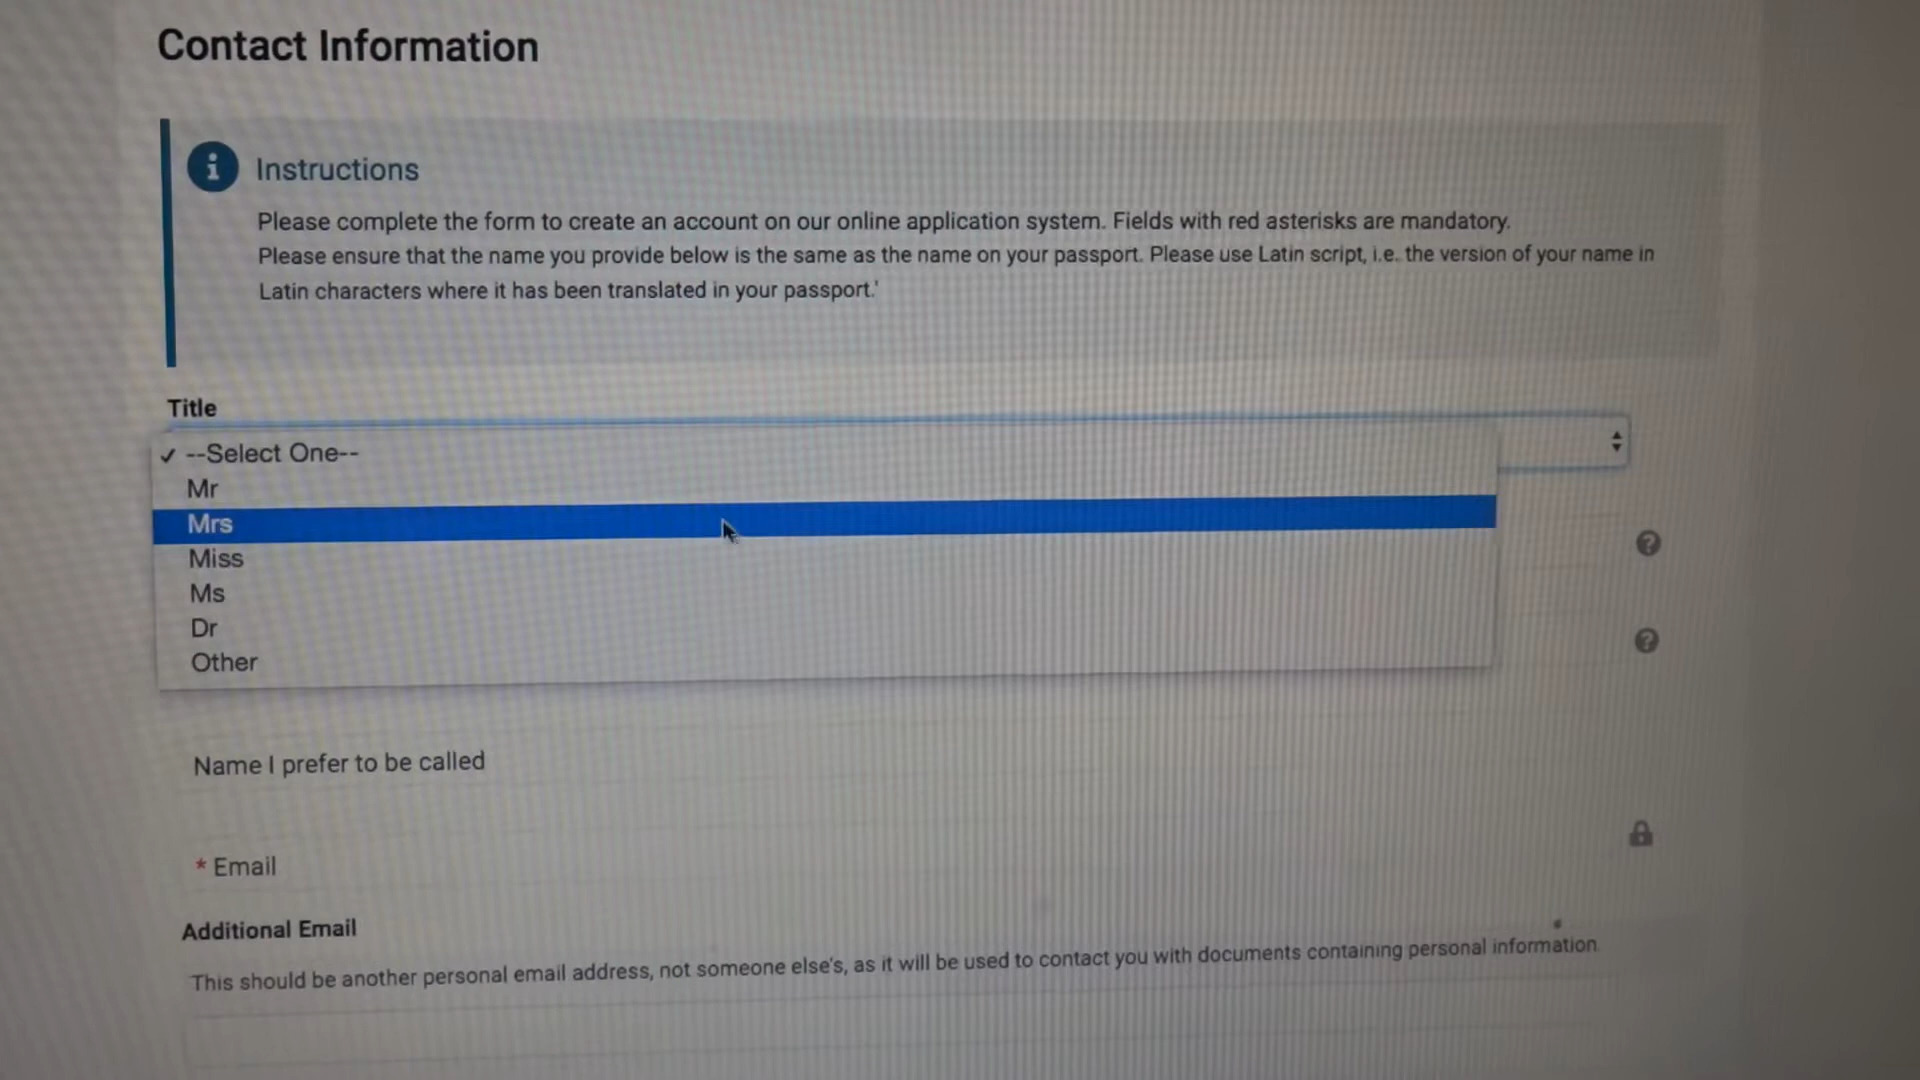 Contact Information
Instructions
Please complete the form to create an account on our online application system. Fields with red asterisks are mandatory.
Please ensure that the name you provide below is the same as the name on your passport. Please use Latin script, i.e. the version of your name in
Latin characters where it has been translated in your passport.'
Title
✓ --Select One--
Mr
Mrs
Miss
Ms
Dr
Other
Name I prefer to be called
* Email
Additional Email
This should be another personal email address, not someone else's, as it will be used to contact you with documents containing personal information